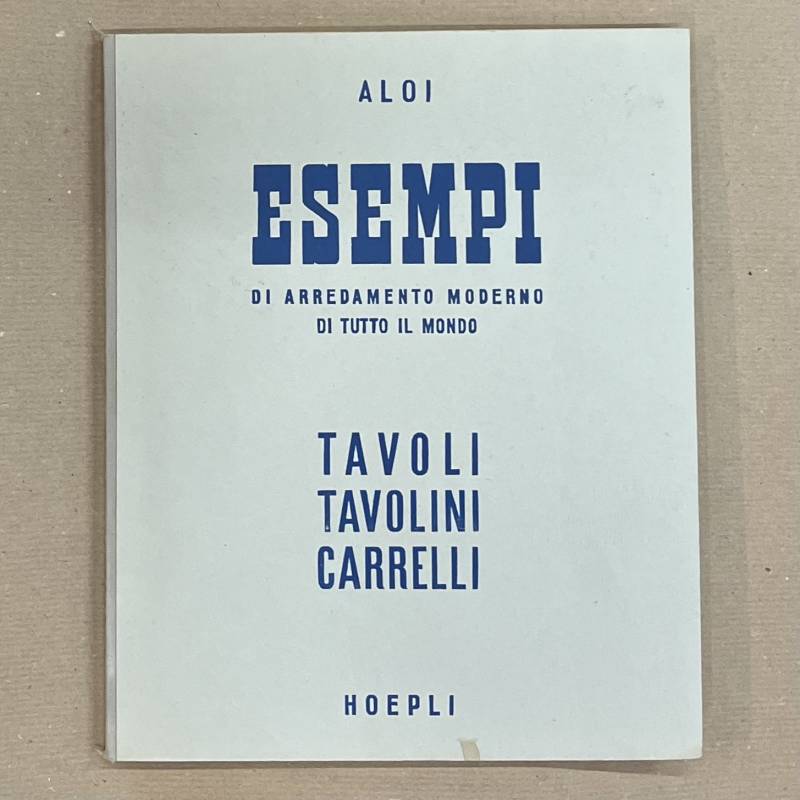 ALOI
ESEMPI
DI ARREDAMENTO MODERNO
DI TUTTO IL MONDO
TAVOLI
TAVOLINI
CARRELLI
HOEPLI